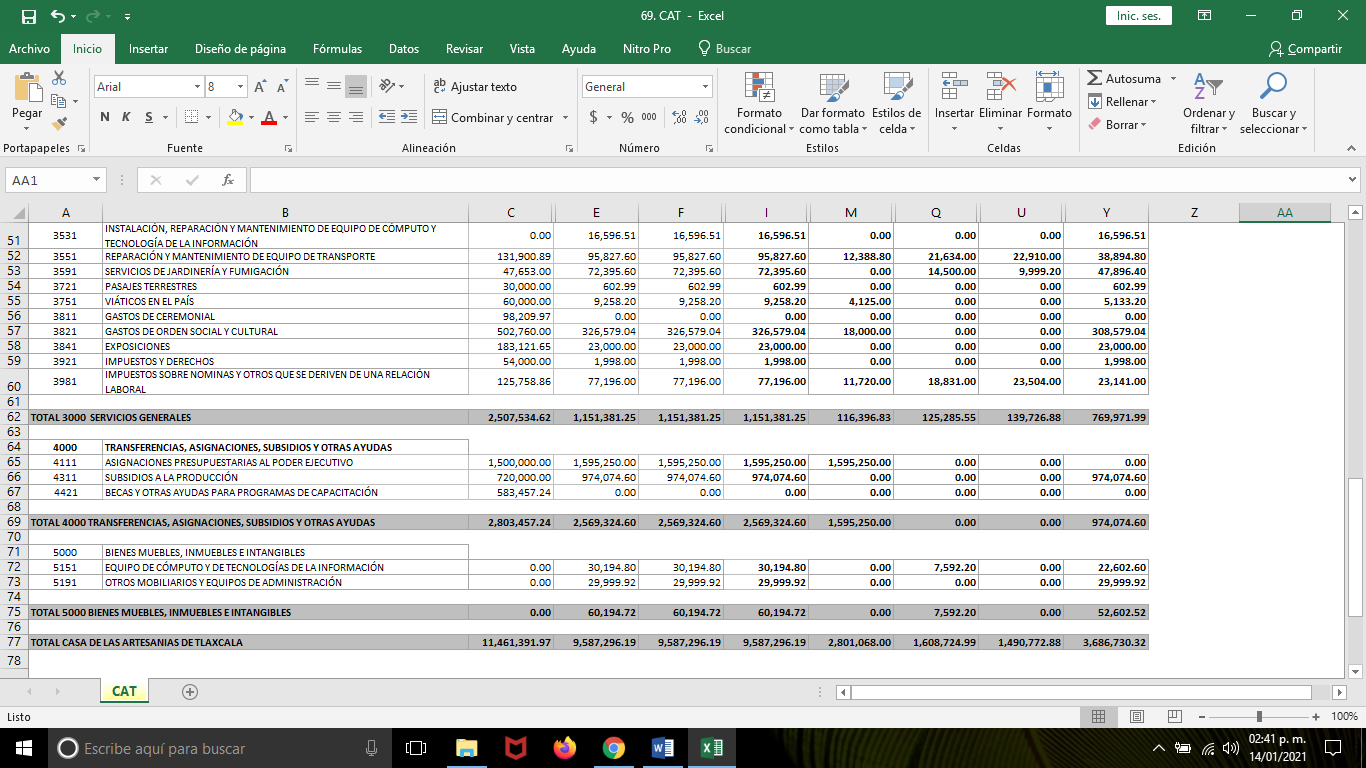 69. CAT - Excel
Inic. ses.
Archivo Inicio Insertar Diseño de página Fórmulas Datos Revisar Vista Ayuda Nitro Pro Buscar Compartir
Pegar
Arial 8 A A
N K S A
ab Ajustar texto
Combinar y centrar
General
$ % 000
Formato condicional
Dar formato como tabla
Estilos de celda
Insertar Eliminar Formato
Autosuma
Rellenar
Borrar
Ordenar y filtrar
Buscar y seleccionar
Portapapeles Fuente Alineación Número Estilos Celdas Edición
AA1 fx
A B C E F I M Q U Y Z AA
51 3531 INSTALACIÓN, REPARACIÓN Y MANTENIMIENTO DE EQUIPO DE CÓMPUTO Y
TECNOLOGÍA DE LA INFORMACIÓN 0.00 16,596.51 16,596.51 16,596.51 0.00 0.00 0.00 16,596.51
52 3551 REPARACIÓN Y MANTENIMIENTO DE EQUIPO DE TRANSPORTE 131,900.89 95,827.60 95,827.60 95,827.60 12,388.80 21,634.00 22,910.00 38,894.80
53 3591 SERVICIOS DE JARDINERÍA Y FUMIGACIÓN 47,653.00 72,395.60 72,395.60 72,395.60 0.00 14,500.00 9,999.20 47,896.40
54 3721 PASAJES TERRESTRES 30,000.00 602.99 602.99 602.99 0.00 0.00 0.00 602.99
55 3751 VIÁTICOS EN EL PAÍS 60,000.00 9,258.20 9,258.20 9,258.20 4,125.00 0.00 0.00 5,133.20
56 3811 GASTOS DE CEREMONIAL 98,209.97 0.00 0.00 0.00 0.00 0.00 0.00 0.00
57 3821 GASTOS DE ORDEN SOCIAL Y CULTURAL 502,760.00 326,579.04 326,579.04 326,579.04 18,000.00 0.00 0.00 308,579.04
58 3841 EXPOSICIONES 183,121.65 23,000.00 23,000.00 23,000.00 0.00 0.00 0.00 23,000.00
59 3921 IMPUESTOS Y DERECHOS 54,000.00 1,998.00 1,998.00 1,998.00 0.00 0.00 0.00 1,998.00
60 3981 IMPUESTOS SOBRE NOMINAS Y OTROS QUE SE DERIVEN DE UNA RELACIÓN
LABORAL 125,758.86 77,196.00 77,196.00 77,196.00 11,720.00 18,831.00 23,504.00 23,141.00
61
62 TOTAL 3000 SERVICIOS GENERALES 2,507,534.62 1,151,381.25 1,151,381.25 1,151,381.25 116,396.83 125,285.55 139,726.88 769,971.99
63
64 4000 TRANSFERENCIAS, ASIGNACIONES, SUBSIDIOS Y OTRAS AYUDAS
65 4111 ASIGNACIONES PRESUPUESTARIAS AL PODER EJECUTIVO 1,500,000.00 1,595,250.00 1,595,250.00 1,595,250.00 1,595,250.00 0.00 0.00 0.00
66 4311 SUBSIDIOS A LA PRODUCCIÓN 720,000.00 974,074.60 974,074.60 974,074.60 0.00 0.00 0.00 974,074.60
67 4421 BECAS Y OTRAS AYUDAS PARA PROGRAMAS DE CAPACITACIÓN 583,457.24 0.00 0.00 0.00 0.00 0.00 0.00 0.00
68
69 TOTAL 4000 TRANSFERENCIAS, ASIGNACIONES, SUBSIDIOS Y OTRAS AYUDAS 2,803,457.24 2,569,324.60 2,569,324.60 2,569,324.60 1,595,250.00 0.00 0.00 974,074.60
70
71 5000 BIENES MUEBLES, INMUEBLES E INTANGIBLES
72 5151 EQUIPO DE CÓMPUTO Y DE TECNOLOGÍAS DE LA INFORMACIÓN 0.00 30,194.80 30,194.80 30,194.80 0.00 7,592.20 0.00 22,602.60
73 5191 OTROS MOBILIARIOS Y EQUIPOS DE ADMINISTRACIÓN 0.00 29,999.92 29,999.92 29,999.92 0.00 0.00 0.00 29,999.92
74
75 TOTAL 5000 BIENES MUEBLES, INMUEBLES E INTANGIBLES 0.00 60,194.72 60,194.72 60,194.72 0.00 7,592.20 0.00 52,602.52
76
77 TOTAL CASA DE LAS ARTESANIAS DE TLAXCALA 11,461,391.97 9,587,296.19 9,587,296.19 9,587,296.19 2,801,068.00 1,608,724.99 1,490,772.88 3,686,730.32
78
CAT
Listo
100%
Escribe aquí para buscar
02:41 p. m.
14/01/2021